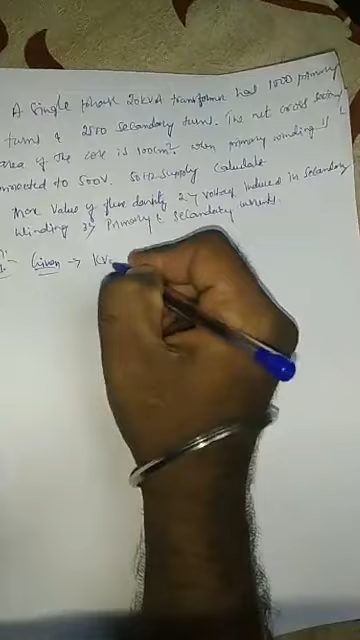 A Single phase 20kVA transformer has 1000 primary
turns & 2500 secondary turns. The net cross section
area of the core is 100cm². When primary winding is
connected to 500V. 50Hz supply calculate
Max Value of flux density 2> voltage induced in Secondary
Winding 3> Primary & Secondary currents.
Given → kV